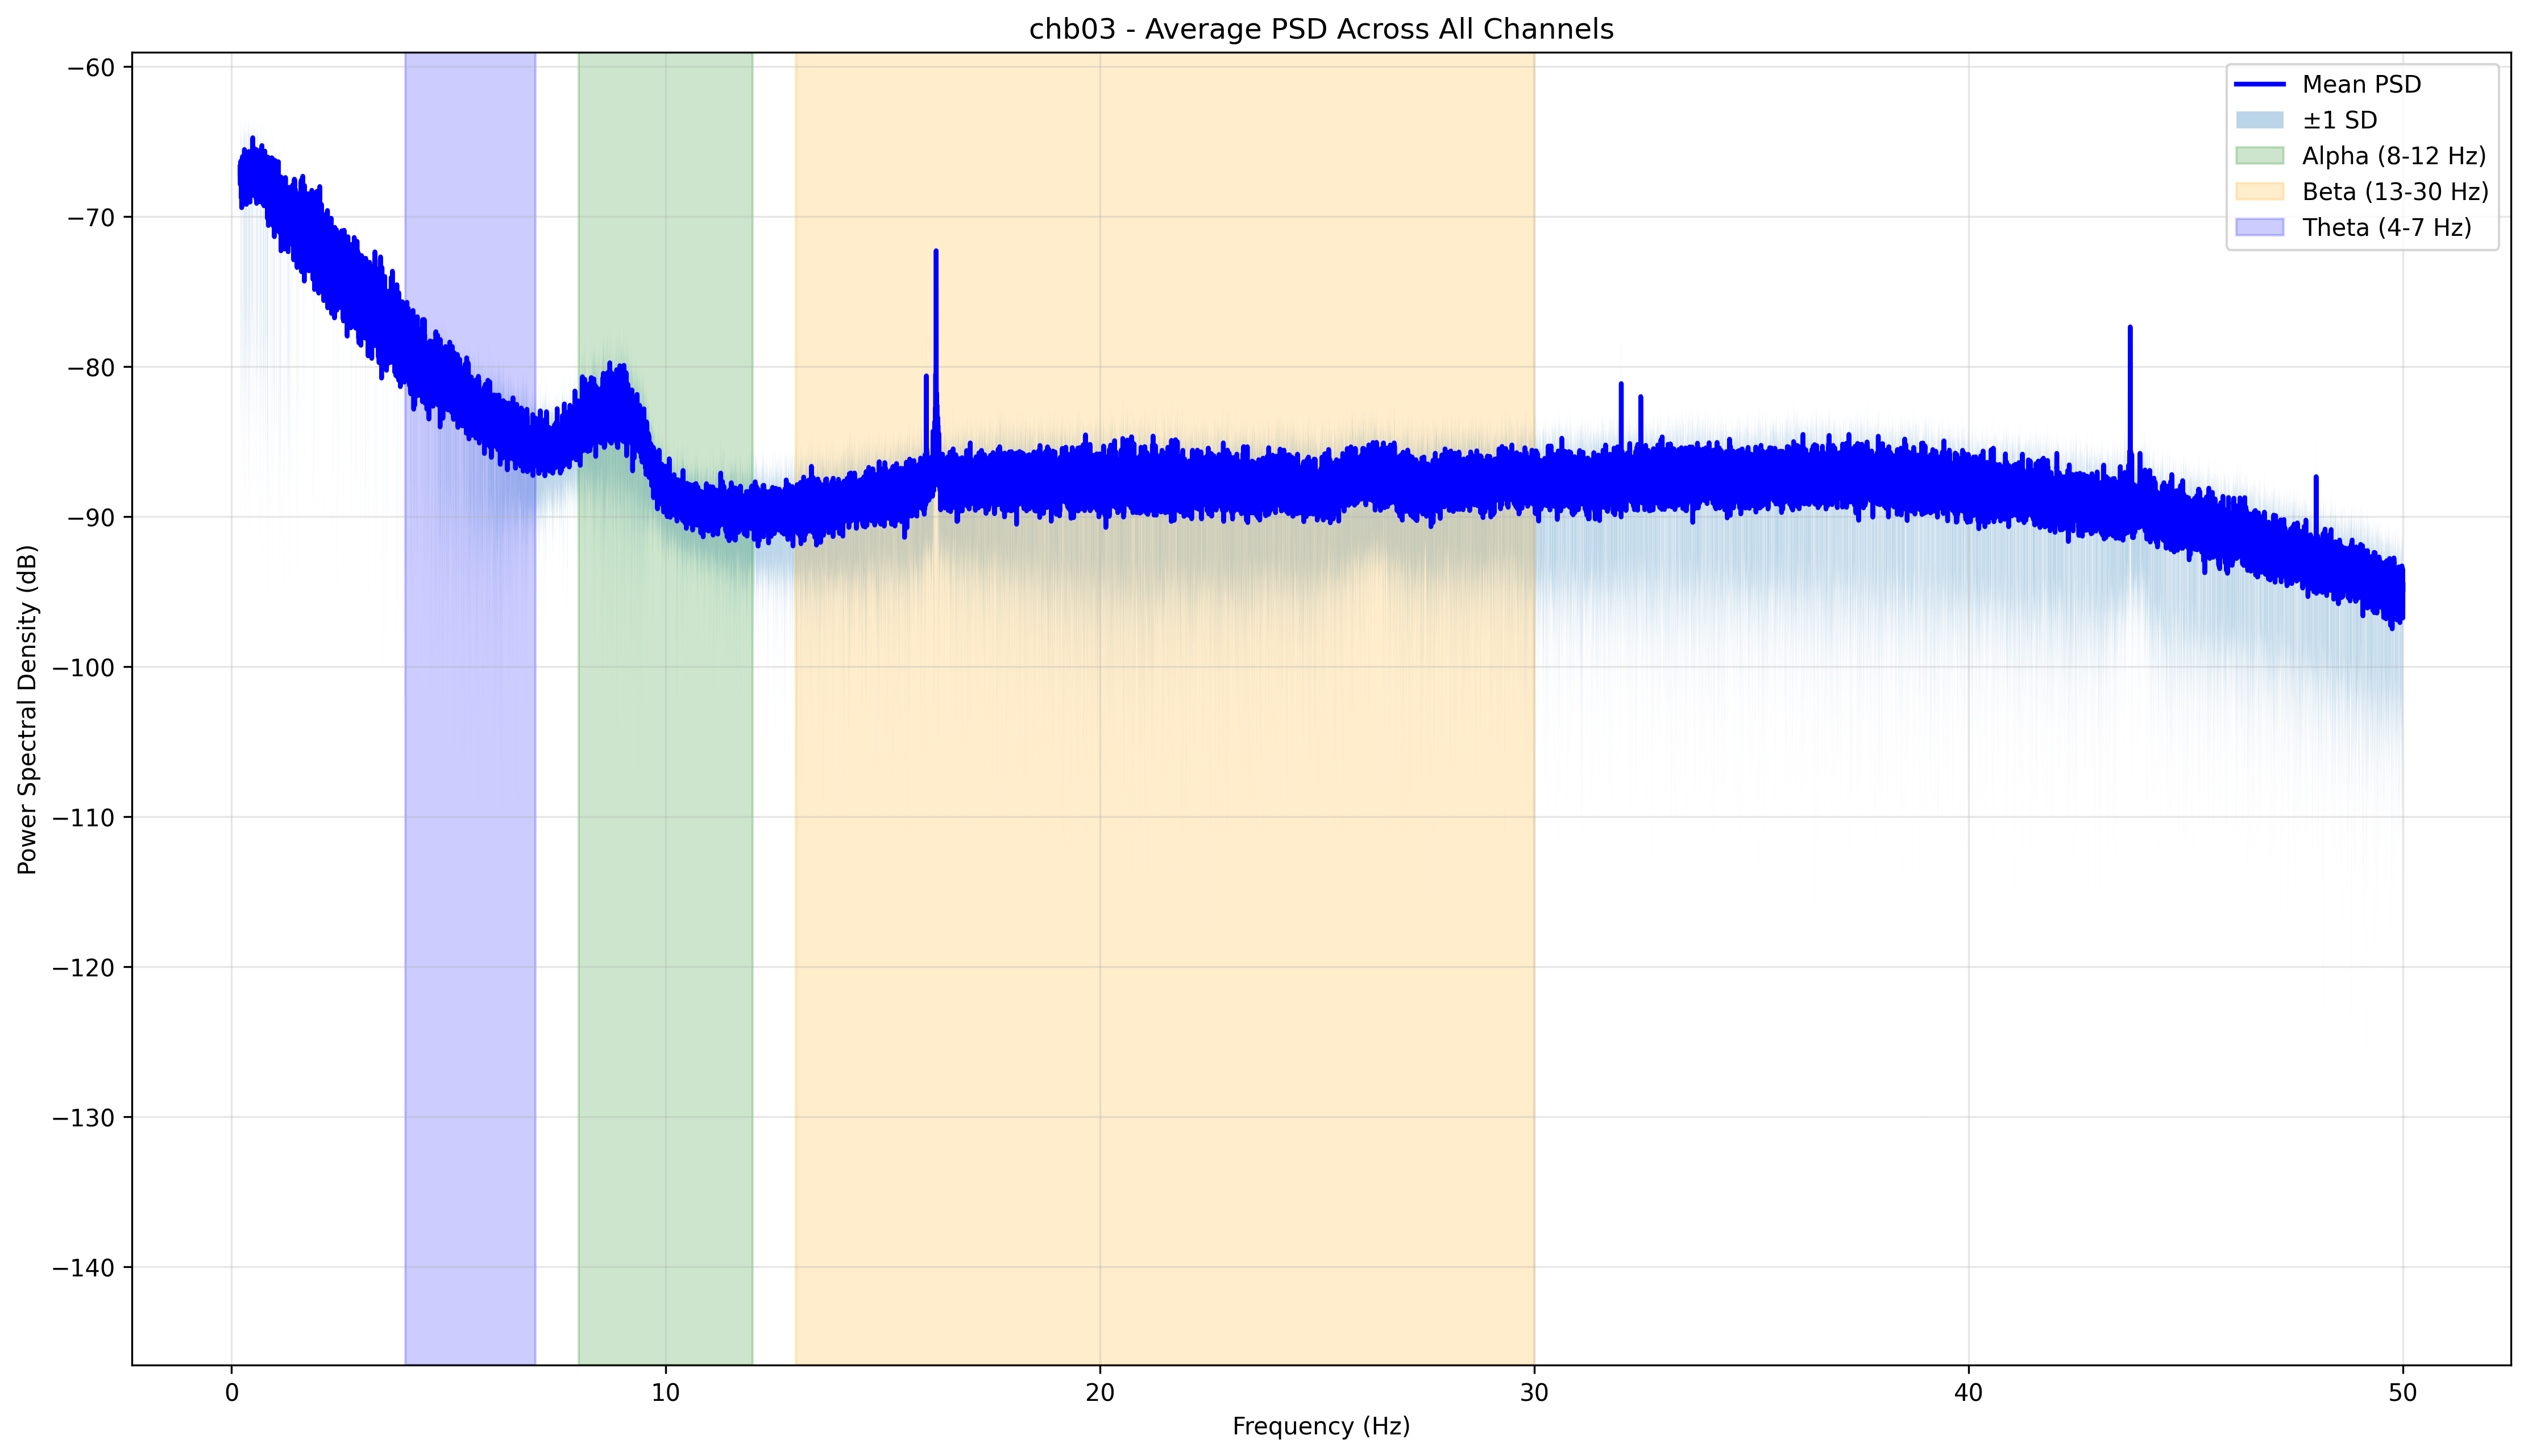 chb03 - Average PSD Across All Channels
Power Spectral Density (dB)
−60
−70
−80
−90
−100
−110
−120
−130
−140
Mean PSD
±1 SD
Alpha (8-12 Hz)
Beta (13-30 Hz)
Theta (4-7 Hz)
0
10
20
30
40
50
Frequency (Hz)